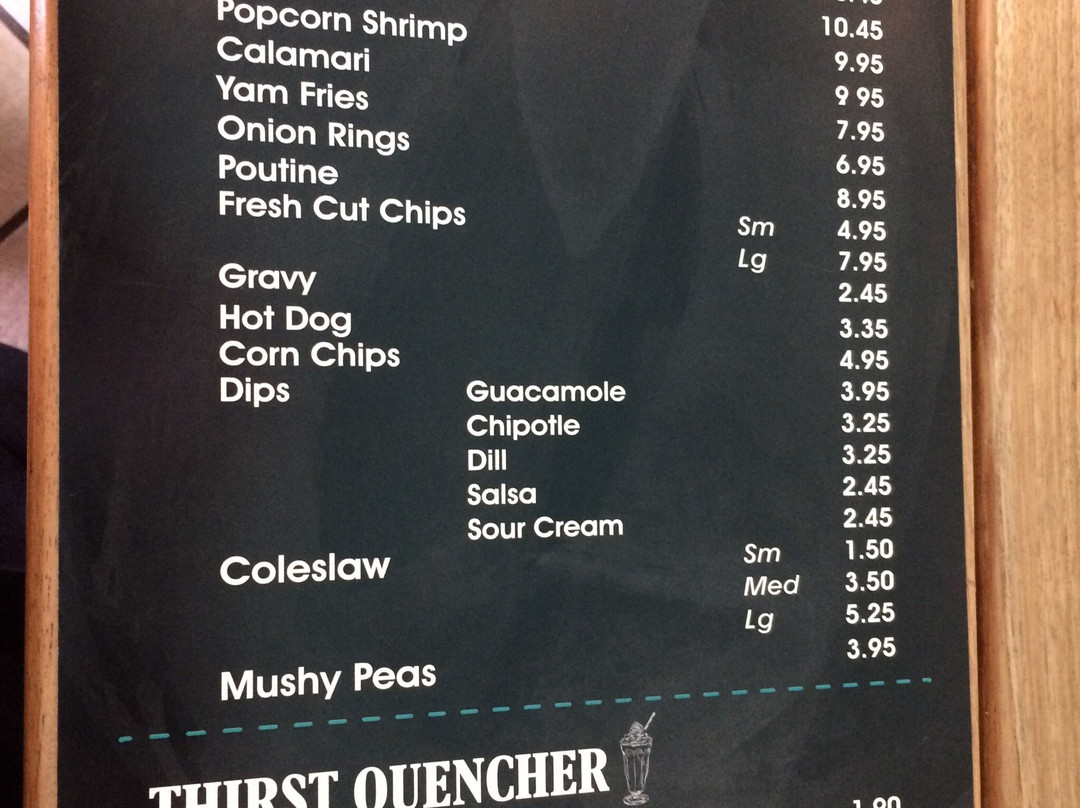 10.45
Popcorn Shrimp 9.95
Calamari 9 95
Yam Fries 7.95
Onion Rings 6.95
Poutine 8.95
Fresh Cut Chips Sm 4.95
Lg 7.95
Gravy 2.45
Hot Dog 3.35
Corn Chips 4.95
Dips Guacamole 3.95
Chipotle 3.25
Dill 3.25
Salsa 2.45
Sour Cream 2.45
Coleslaw Sm 1.50
Med 3.50
Lg 5.25
Mushy Peas 3.95
THIRST QUENCHER
1.80